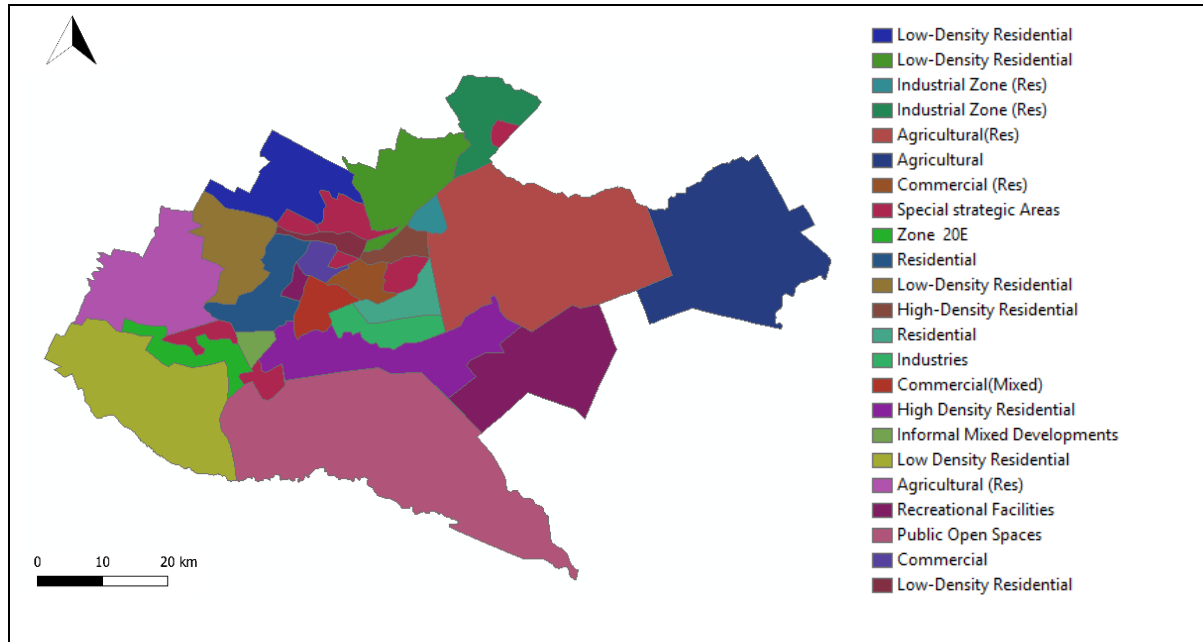 Low-Density Residential
Low-Density Residential
Industrial Zone (Res)
Industrial Zone (Res)
Agricultural(Res)
Agricultural
Commercial (Res)
Special strategic Areas
Zone 20E
Residential
Low-Density Residential
High-Density Residential
Residential
Industries
Commercial(Mixed)
High Density Residential
Informal Mixed Developments
Low Density Residential
Agricultural (Res)
Recreational Facilities
Public Open Spaces
Commercial
Low-Density Residential
0 10 20 km